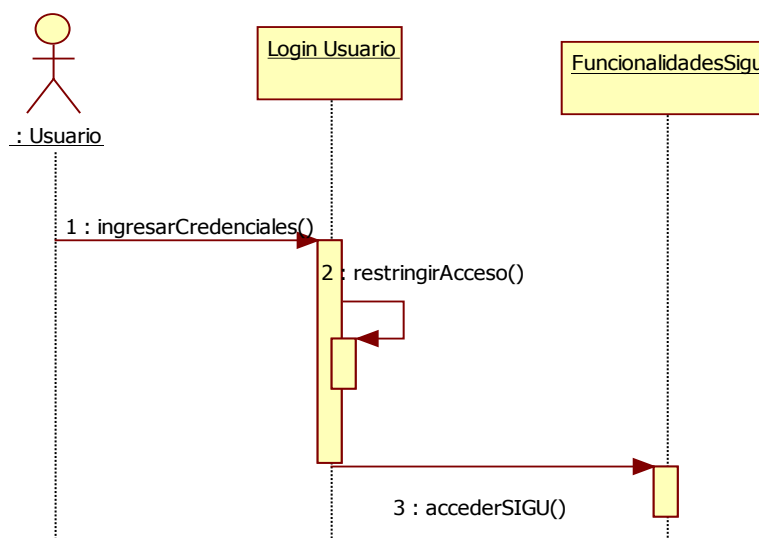 Login Usuario
FuncionalidadesSigu
: Usuario
1 : ingresarCredenciales()
2 : restringirAcceso()
3 : accederSIGU()